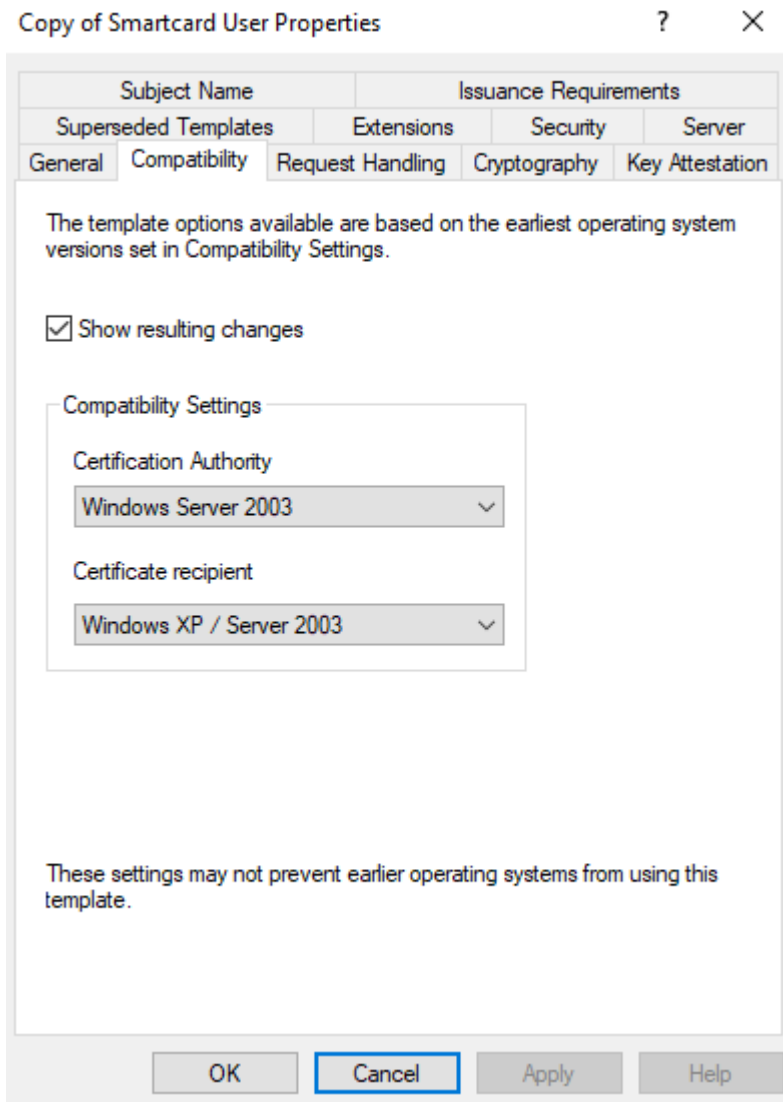 Copy of Smartcard User Properties
?
Subject Name
Issuance Requirements
Superseded Templates
Extensions
Security
Server
General
Compatibility
Request Handling
Cryptography
Key Attestation
The template options available are based on the earliest operating system
versions set in Compatibility Settings.
Show resulting changes
Compatibility Settings
Certification Authority
Windows Server 2003
Certificate recipient
Windows XP / Server 2003
These settings may not prevent earlier operating systems from using this
template.
OK
Cancel
Apply
Help